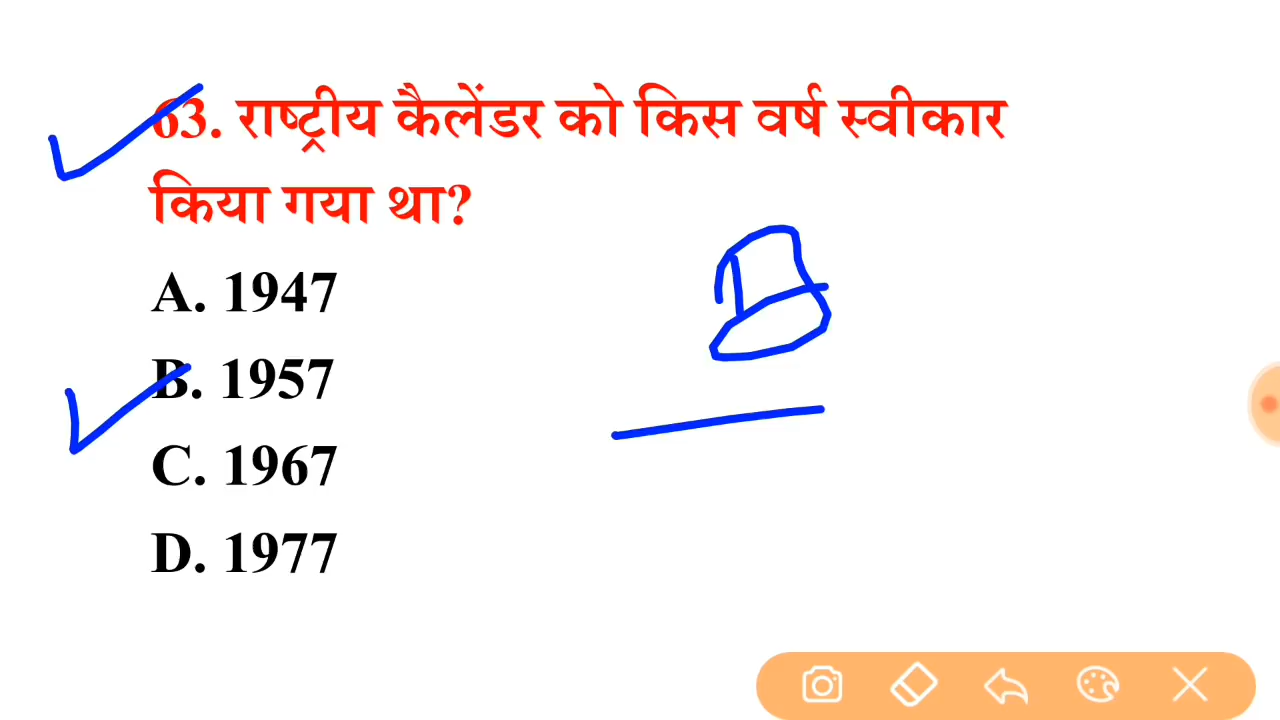 63. राष्ट्रीय कैलेंडर को किस वर्ष स्वीकार
किया गया था?
A. 1947
B. 1957
C. 1967
D. 1977
B